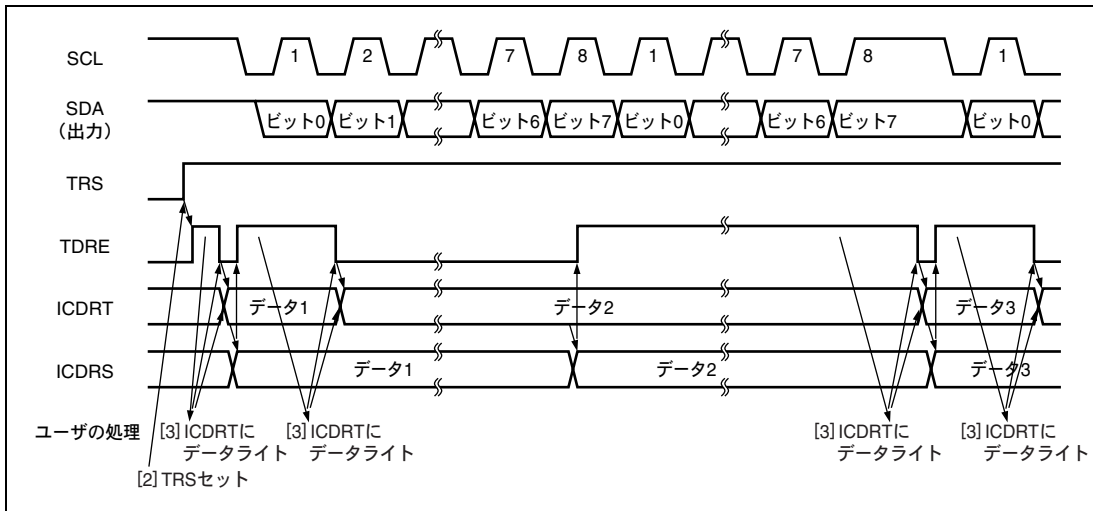 SCL 1 2 7 8 1 7 8 1
SDA
(出力) ビット0 ビット1 ビット6 ビット7 ビット0 ビット6 ビット7 ビット0
TRS
TDRE
ICDRT データ1 データ2 データ3
ICDRS データ1 データ2 データ3
ユーザの処理 [3] ICDRTに [3] ICDRTに [3] ICDRTに [3] ICDRTに
データライト データライト データライト データライト
[2] TRSセット